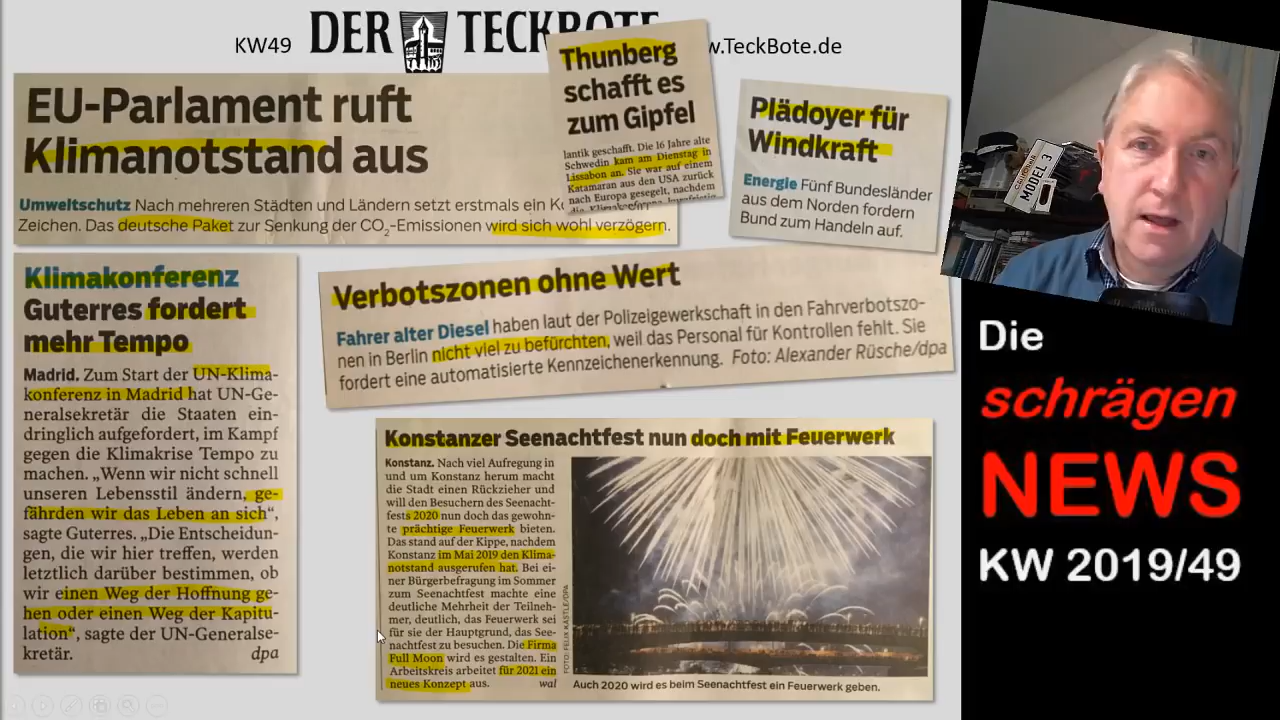 KW49 DER TECKBOTE www.TeckBote.de
EU-Parlament ruft
Klimanotstand aus
Umweltschutz Nach mehreren Städten und Ländern setzt erstmals ein
Zeichen. Das deutsche Paket zur Senkung der CO₂-Emissionen wird sich wohl verzögern.
Thunberg
schafft es
zum Gipfel
lantik geschafft. Die 16 Jahre alte
Schwedin kam am Dienstag in
Lissabon an. Sie war auf einem
Katamaran aus den USA zurück
nach Europa gesegelt, nachdem
die Klimakonferenz
Plädoyer für
Windkraft
Energie Fünf Bundesländer
aus dem Norden fordern
Bund zum Handeln auf.
Klimakonferenz
Guterres fordert
mehr Tempo
Madrid. Zum Start der UN-Klima-
konferenz in Madrid hat UN-Ge-
neralsekretär die Staaten ein-
dringlich aufgefordert, im Kampf
gegen die Klimakrise Tempo zu
machen. „Wenn wir nicht schnell
unseren Lebensstil ändern, ge-
fährden wir das Leben an sich“,
sagte Guterres. „Die Entscheidun-
gen, die wir hier treffen, werden
letztlich darüber bestimmen, ob
wir einen Weg der Hoffnung ge-
hen oder einen Weg der Kapitu-
lation“, sagte der UN-Generalse-
kretär. dpa
Verbotszonen ohne Wert
Fahrer alter Diesel haben laut der Polizeigewerkschaft in den Fahrverbotszo-
nen in Berlin nicht viel zu befürchten, weil das Personal für Kontrollen fehlt. Sie
fordert eine automatisierte Kennzeichenerkennung. Foto: Alexander Rüsche/dpa
Konstanzer Seenachtfest nun doch mit Feuerwerk
Konstanz. Nach viel Aufregung in
und um Konstanz herum macht
die Stadt einen Rückzieher und
will den Besuchern des Seenacht-
fests 2020 nun doch das gewohn-
te prächtige Feuerwerk bieten.
Das stand auf der Kippe, nachdem
Konstanz im Mai 2019 den Klima-
notstand ausgerufen hat. Bei ei-
ner Bürgerbefragung im Sommer
zum Seenachtfest machte eine
deutliche Mehrheit der Teilneh-
mer, deutlich, das Feuerwerk sei
für sie der Hauptgrund, das See-
nachtfest zu besuchen. Die Firma
Full Moon wird es gestalten. Ein
Arbeitskreis arbeitet für 2021 ein
neues Konzept aus. wal
FOTO: FELIX KÄSTLE/DPA
Auch 2020 wird es beim Seenachtfest ein Feuerwerk geben.
MODEL 3
Die
schrägen
NEWS
KW 2019/49